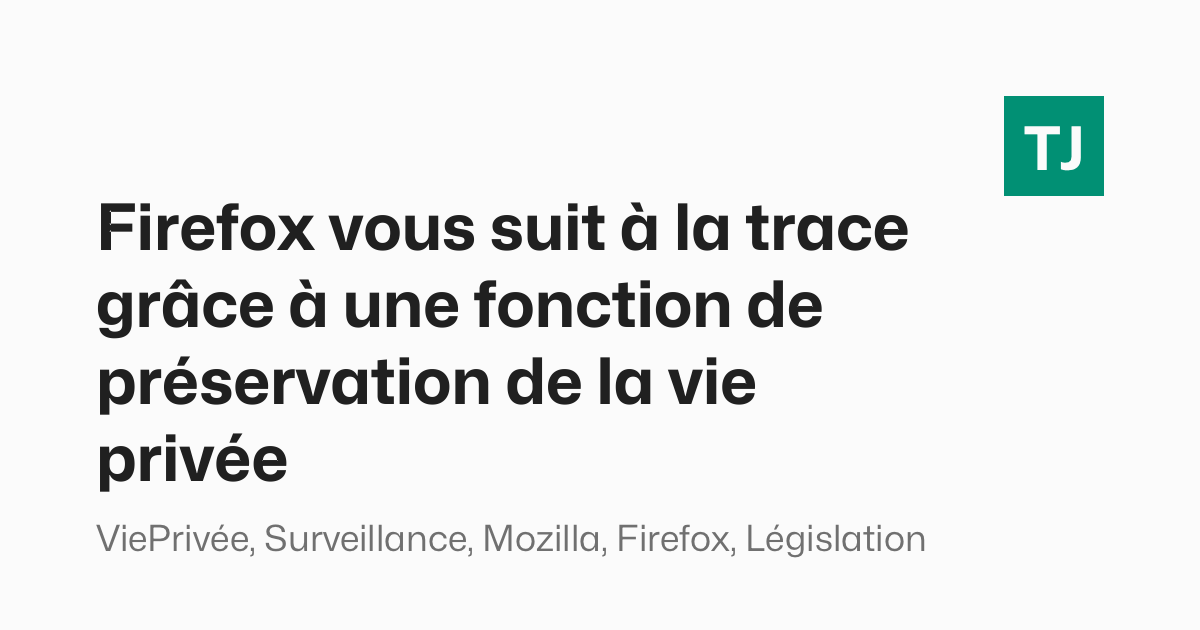 TJ
Firefox vous suit à la trace
grâce à une fonction de
préservation de la vie
privée
ViePrivée, Surveillance, Mozilla, Firefox, Législation